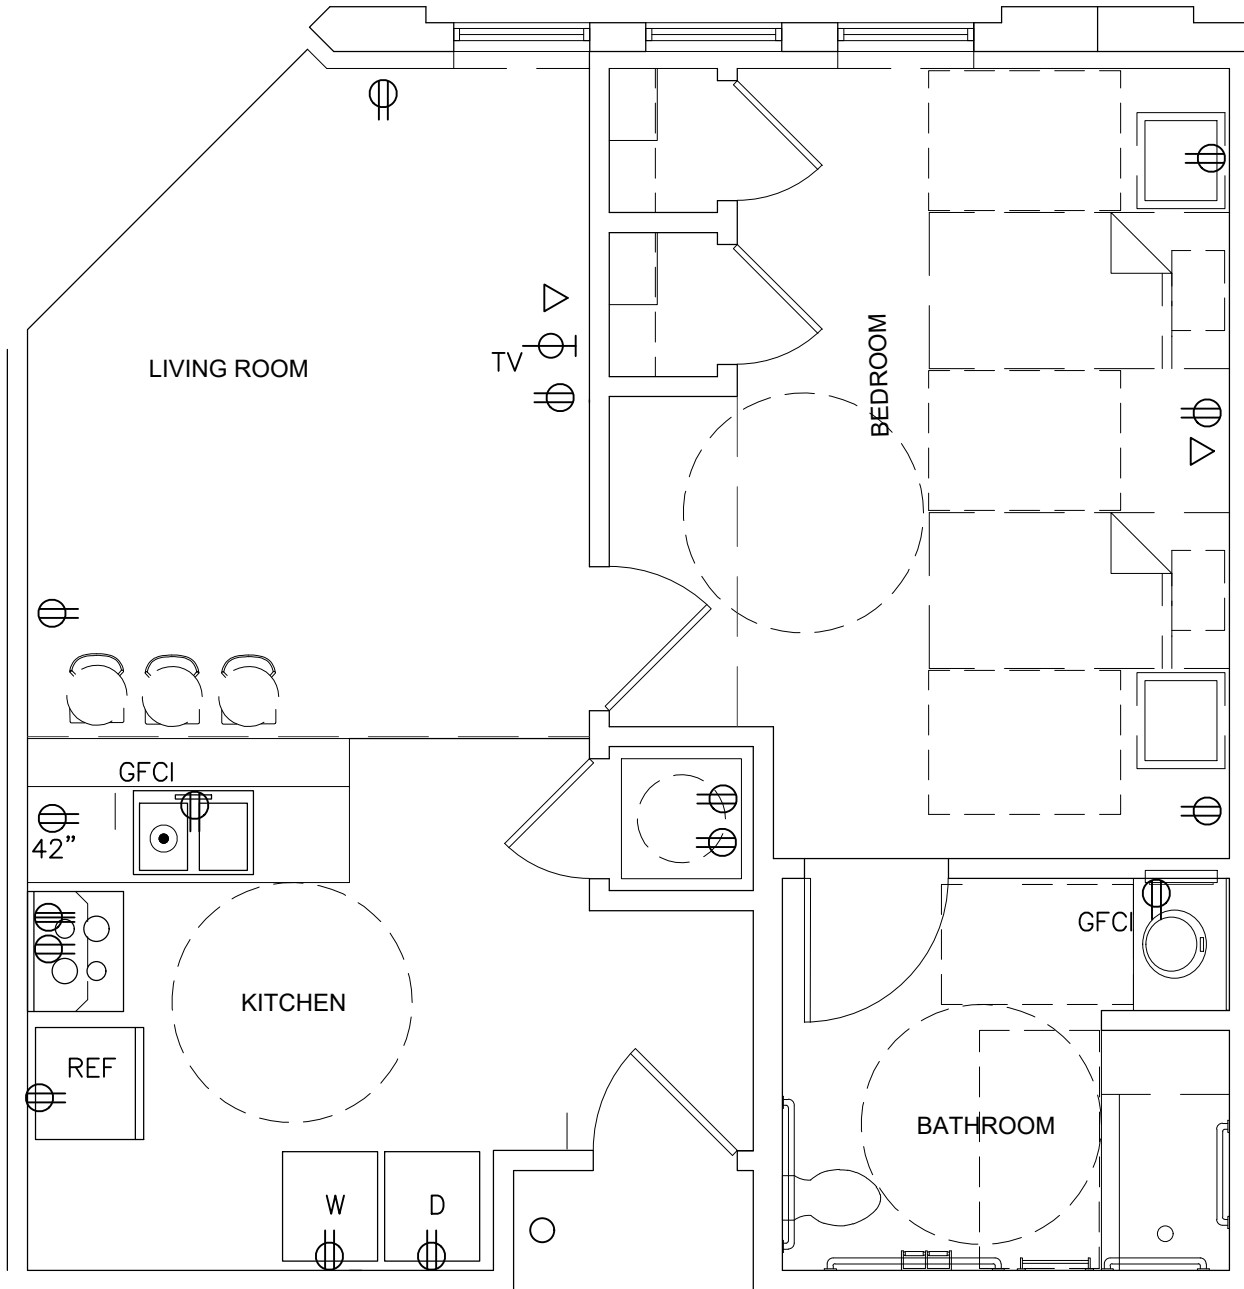 LIVING ROOM
TV
BEDROOM
GFCI
42”
GFCI
KITCHEN
REF
BATHROOM
W
D